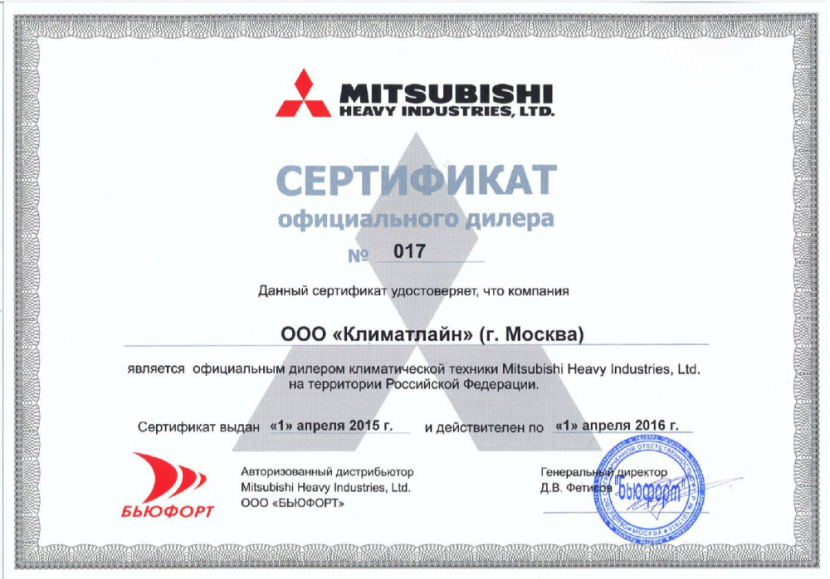 MITSUBISHI
HEAVY INDUSTRIES, LTD.
СЕРТИФИКАТ
официального дилера
№ 017
Данный сертификат удостоверяет, что компания
ООО «Климатлайн» (г. Москва)
является официальным дилером климатической техники Mitsubishi Heavy Industries, Ltd.
на территории Российской Федерации.
Сертификат выдан «1» апреля 2015 г. и действителен по «1» апреля 2016 г.
БЬЮФОРТ
Авторизованный дистрибьютор
Mitsubishi Heavy Industries, Ltd.
ООО «БЬЮФОРТ»
Генеральный директор
Д.В. Фетисов
"Бьюфорт"
МОСКВА